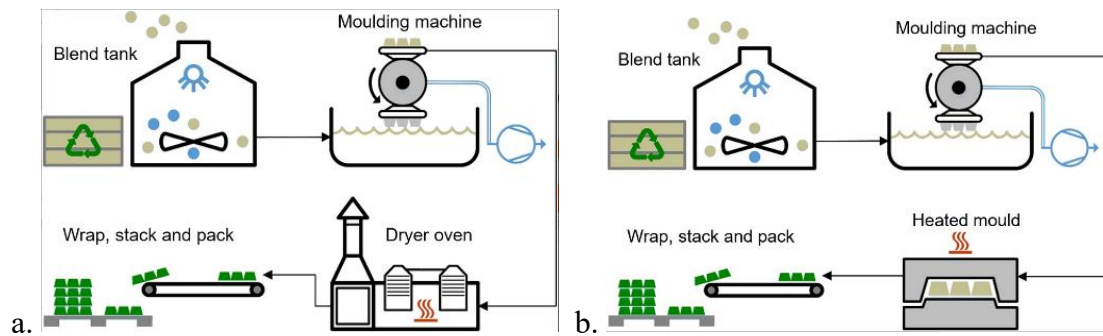 Moulding machine
Blend tank
Wrap, stack and pack
Dryer oven
a.
Moulding machine
Blend tank
Heated mould
Wrap, stack and pack
b.